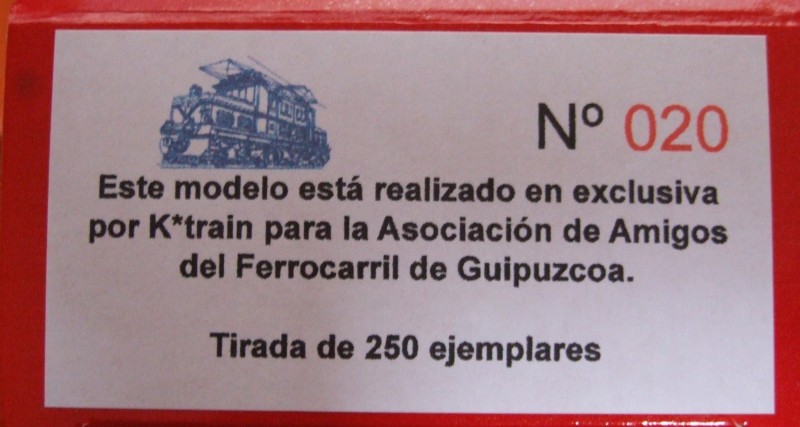 Nº 020
Este modelo está realizado en exclusiva
por K*train para la Asociación de Amigos
del Ferrocarril de Guipuzcoa.
Tirada de 250 ejemplares